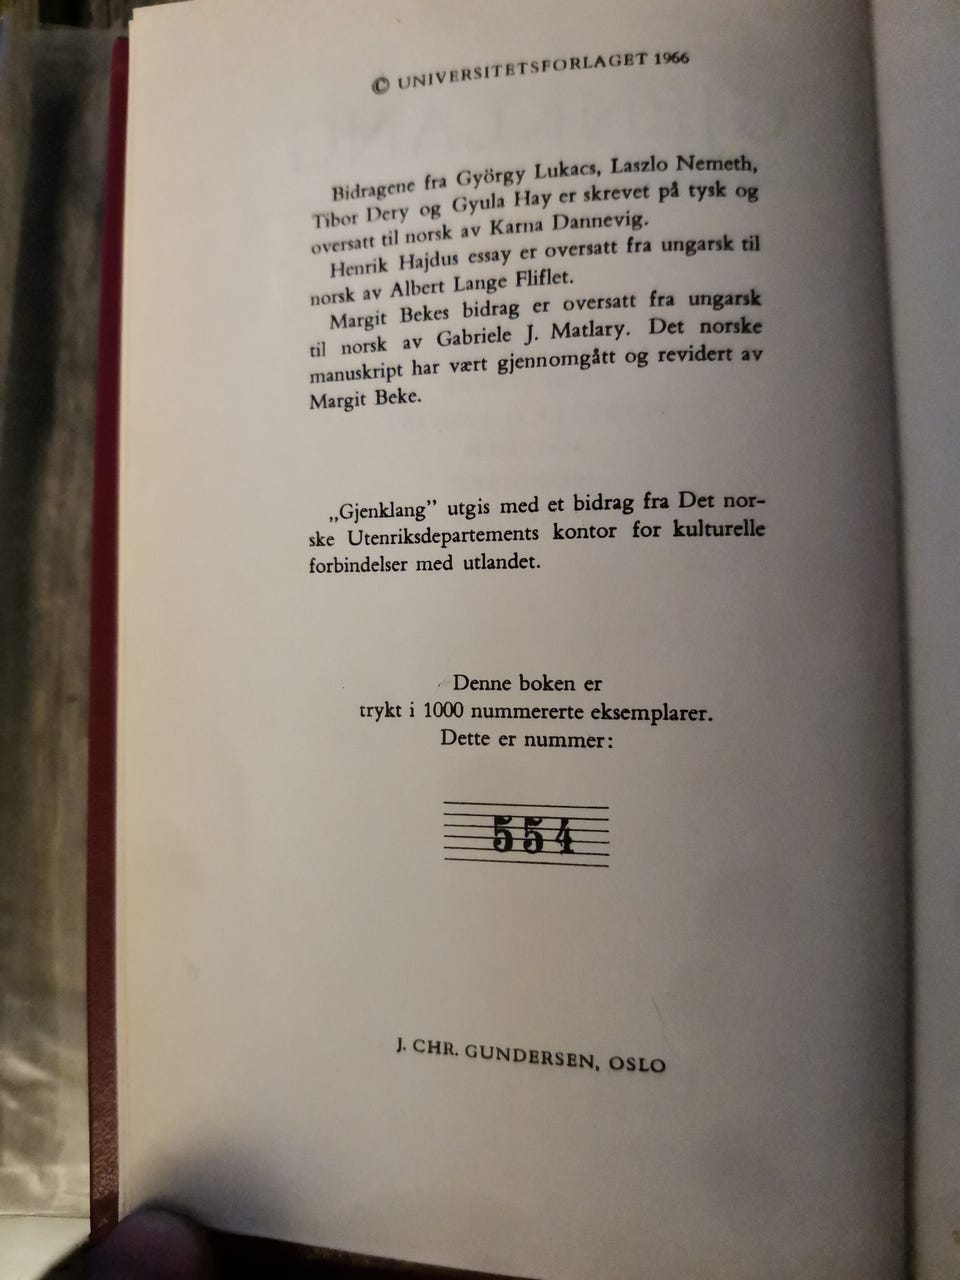 © UNIVERSITETSFORLAGET 1966
Bidragene fra György Lukacs, Laszlo Nemeth,
Tibor Dery og Gyula Hay er skrevet på tysk og
oversatt til norsk av Karna Dannevig.
Henrik Hajdus essay er oversatt fra ungarsk til
norsk av Albert Lange Fliflet.
Margit Bekes bidrag er oversatt fra ungarsk
til norsk av Gabriele J. Matlary. Det norske
manuskript har vært gjennomgått og revidert av
Margit Beke.
„Gjenklang” utgis med et bidrag fra Det nor-
ske Utenriksdepartements kontor for kulturelle
forbindelser med utlandet.
Denne boken er
trykt i 1000 nummererte eksemplarer.
Dette er nummer:
554
J. CHR. GUNDERSEN, OSLO